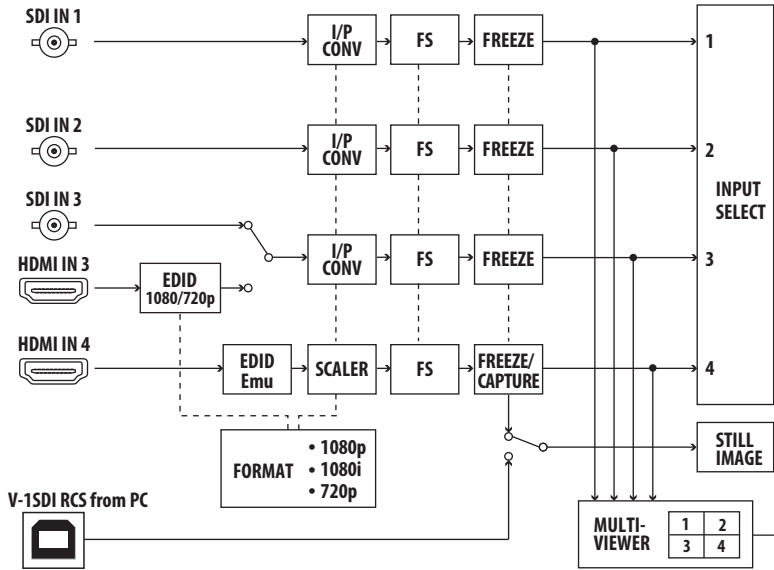 SDI IN 1
I/P
CONV
FS
FREEZE
1
SDI IN 2
I/P
CONV
FS
FREEZE
2
INPUT
SELECT
SDI IN 3
HDMI IN 3
EDID
1080/720p
I/P
CONV
FS
FREEZE
3
HDMI IN 4
EDID
Emu
SCALER
FS
FREEZE/
CAPTURE
4
FORMAT
• 1080p
• 1080i
• 720p
STILL
IMAGE
V-1SDI RCS from PC
MULTI-
VIEWER
1 2
3 4